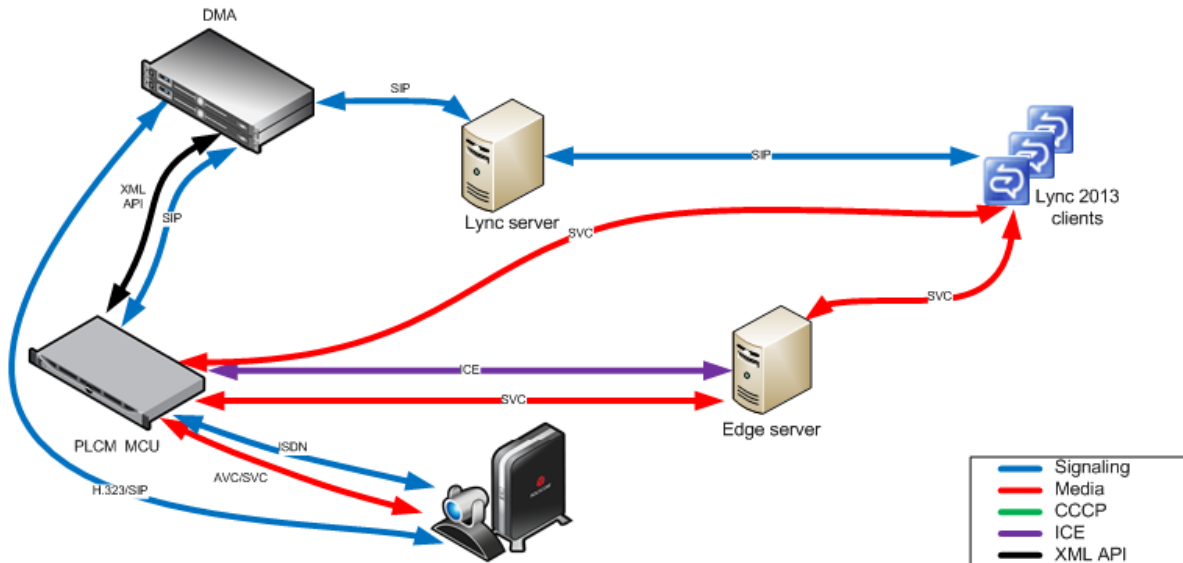 DMA
SIP
SIP
XML
API
SIP
Lync server
Lync 2013
clients
SVC
SVC
ICE
SVC
Edge server
PLCM MCU
ISDN
AVC/SVC
H.323/SIP
Signaling
Media
CCCP
ICE
XML API